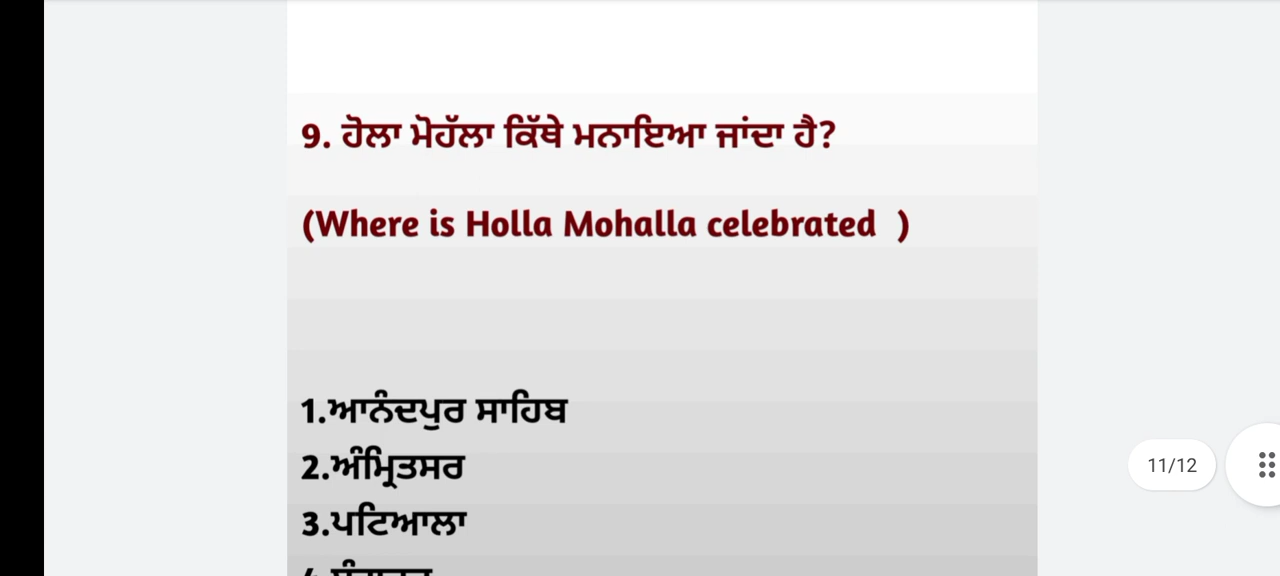 9. ਹੋਲਾ ਮੋਹੱਲਾ ਕਿੱਥੇ ਮਨਾਇਆ ਜਾਂਦਾ ਹੈ?
(Where is Holla Mohalla celebrated )
1.ਆਨੰਦਪੁਰ ਸਾਹਿਬ
2.ਅੰਮ੍ਰਿਤਸਰ
3.ਪਟਿਆਲਾ
11/12